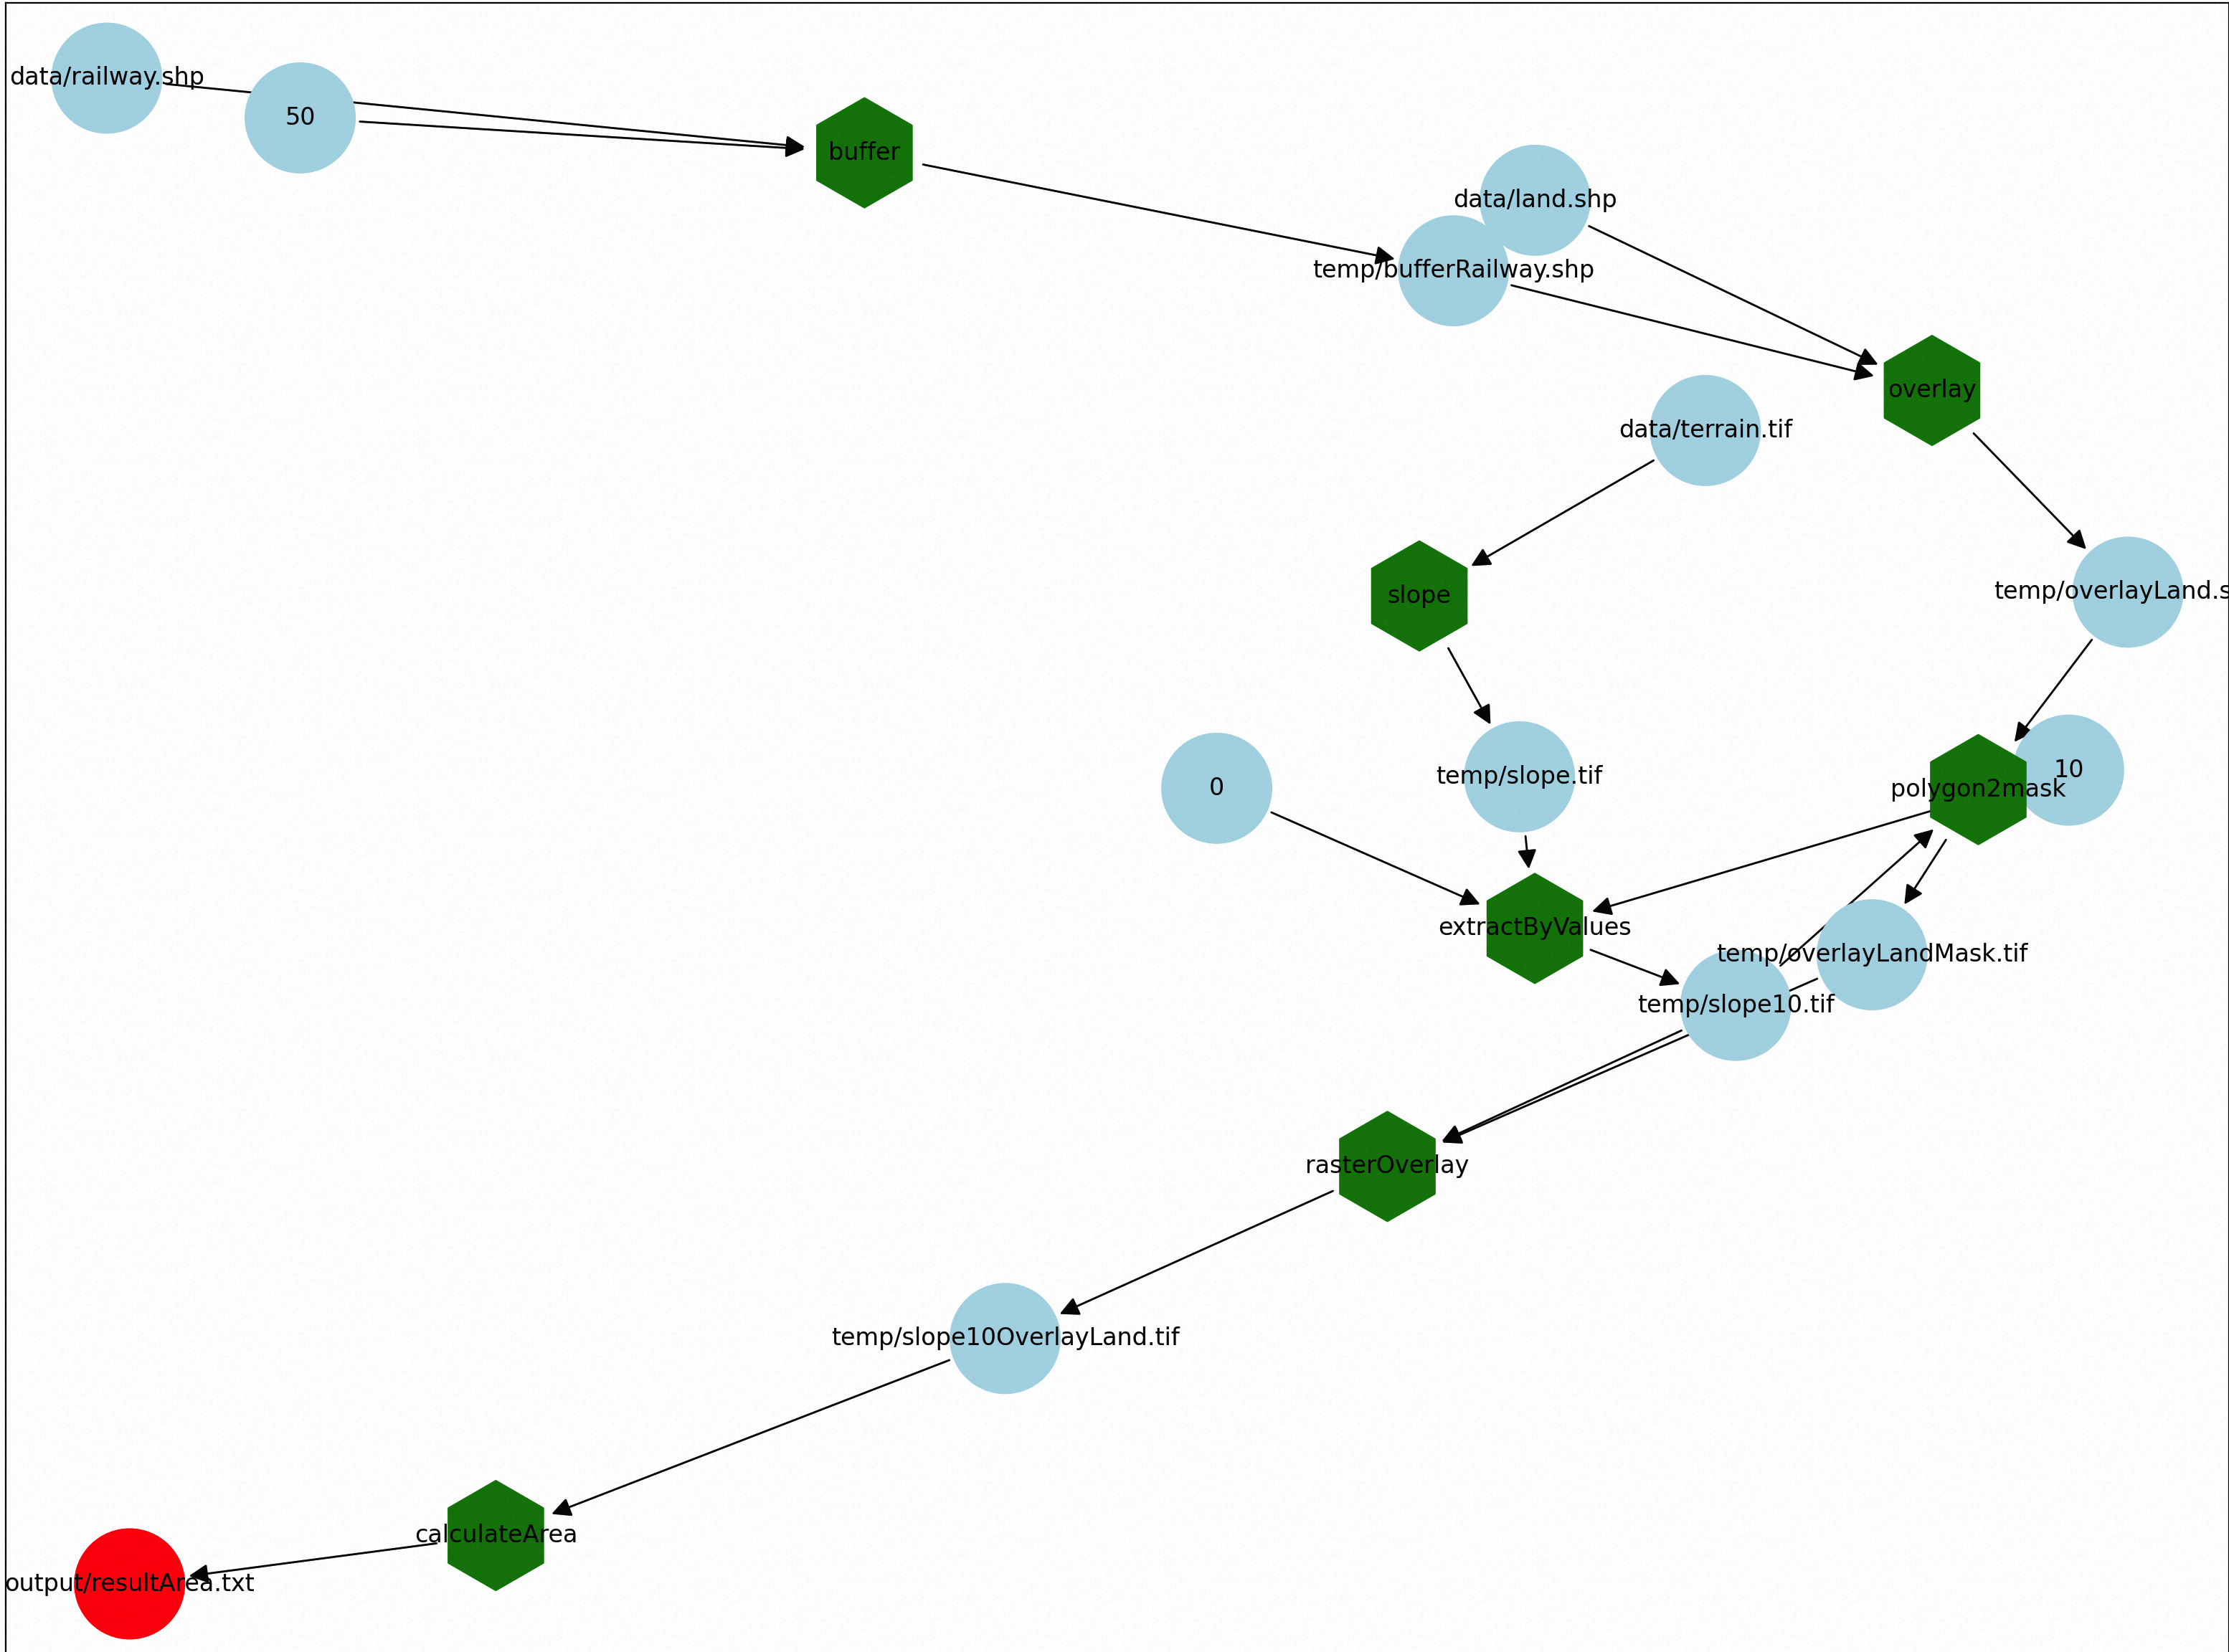 data/railway.shp
50
buffer
data/land.shp
temp/bufferRailway.shp
overlay
data/terrain.tif
slope
temp/overlayLand.s
0
temp/slope.tif
10
polygon2mask
extractByValues
temp/overlayLandMask.tif
temp/slope10.tif
rasterOverlay
temp/slope10OverlayLand.tif
calculateArea
output/resultArea.txt